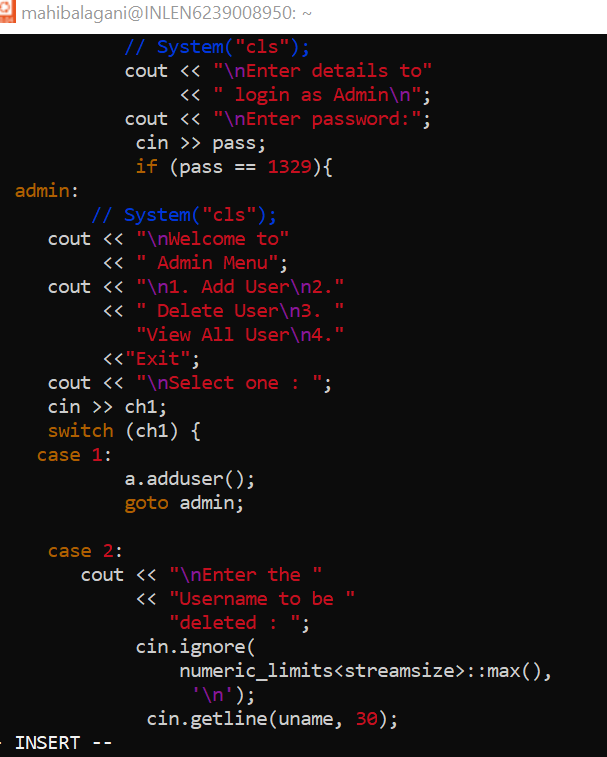 mahibalagani@INLEN6239008950: ~
// System("cls");
cout << "\nEnter details to"
<< " login as Admin\n";
cout << "\nEnter password:";
cin >> pass;
if (pass == 1329){
admin:
// System("cls");
cout << "\nWelcome to"
<< " Admin Menu";
cout << "\n1. Add User\n2."
<< " Delete User\n3. "
"View All User\n4."
<<"Exit";
cout << "\nSelect one : ";
cin >> ch1;
switch (ch1) {
case 1:
a.adduser();
goto admin;
case 2:
cout << "\nEnter the "
<< "Username to be "
"deleted : ";
cin.ignore(
numeric_limits<streamsize>::max(),
'\n');
cin.getline(uname, 30);
- INSERT --